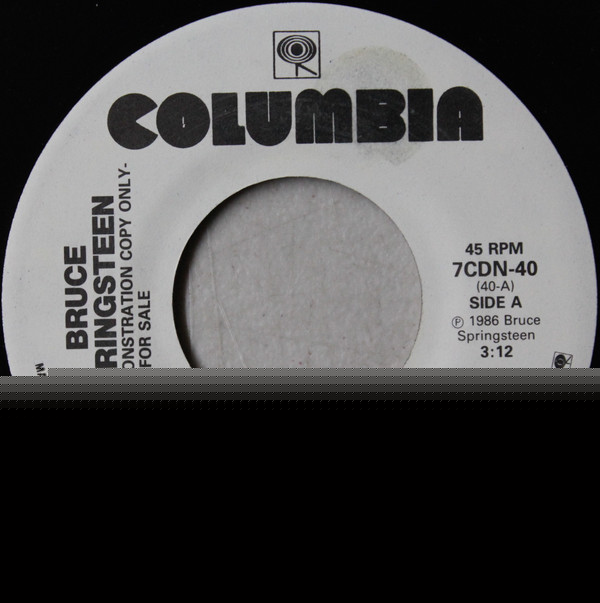 COLUMBIA
BRUCE
RINGSTEEN
ONSTRATION COPY ONLY-
FOR SALE
45 RPM
7CDN-40
(40-A)
SIDE A
℗ 1986 Bruce
Springsteen
3:12